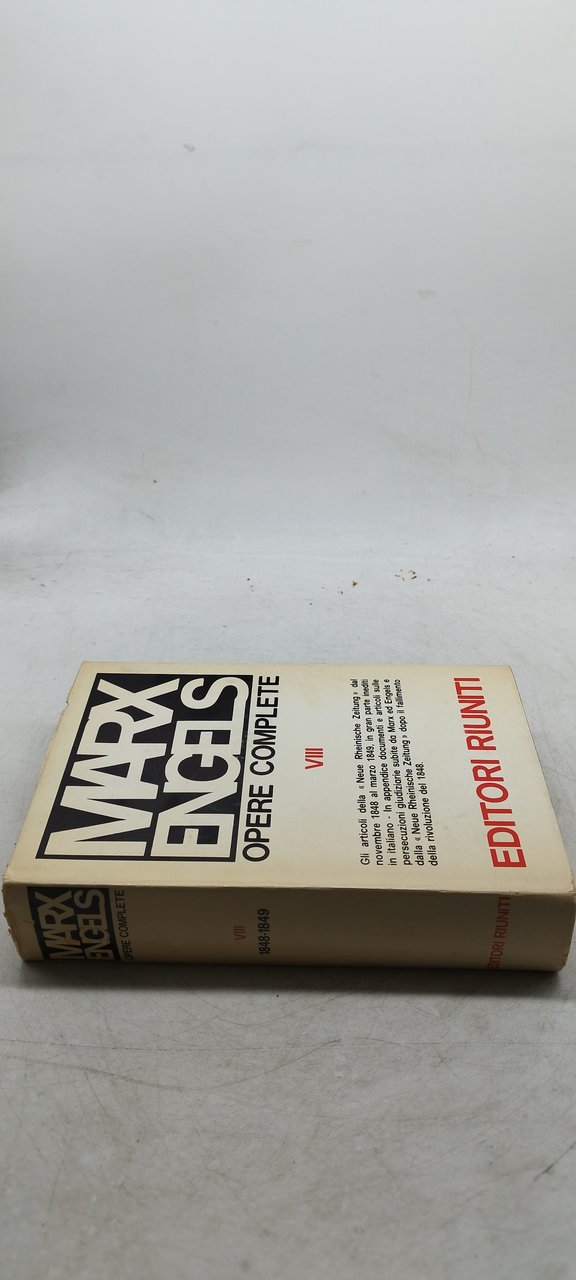 MARX
ENGELS
OPERE COMPLETE
VIII
Gli articoli della « Neue Rheinische Zeitung » dal
novembre 1848 al marzo 1849, in gran parte inediti
in italiano - In appendice documenti e articoli sulle
persecuzioni giudiziarie subite da Marx ed Engels e
dalla « Neue Rheinische Zeitung » dopo il fallimento
della rivoluzione del 1848.
EDITORI RIUNITI
MARX
ENGELS
OPERE COMPLETE
VIII
1848-1849
EDITORI RIUNITI